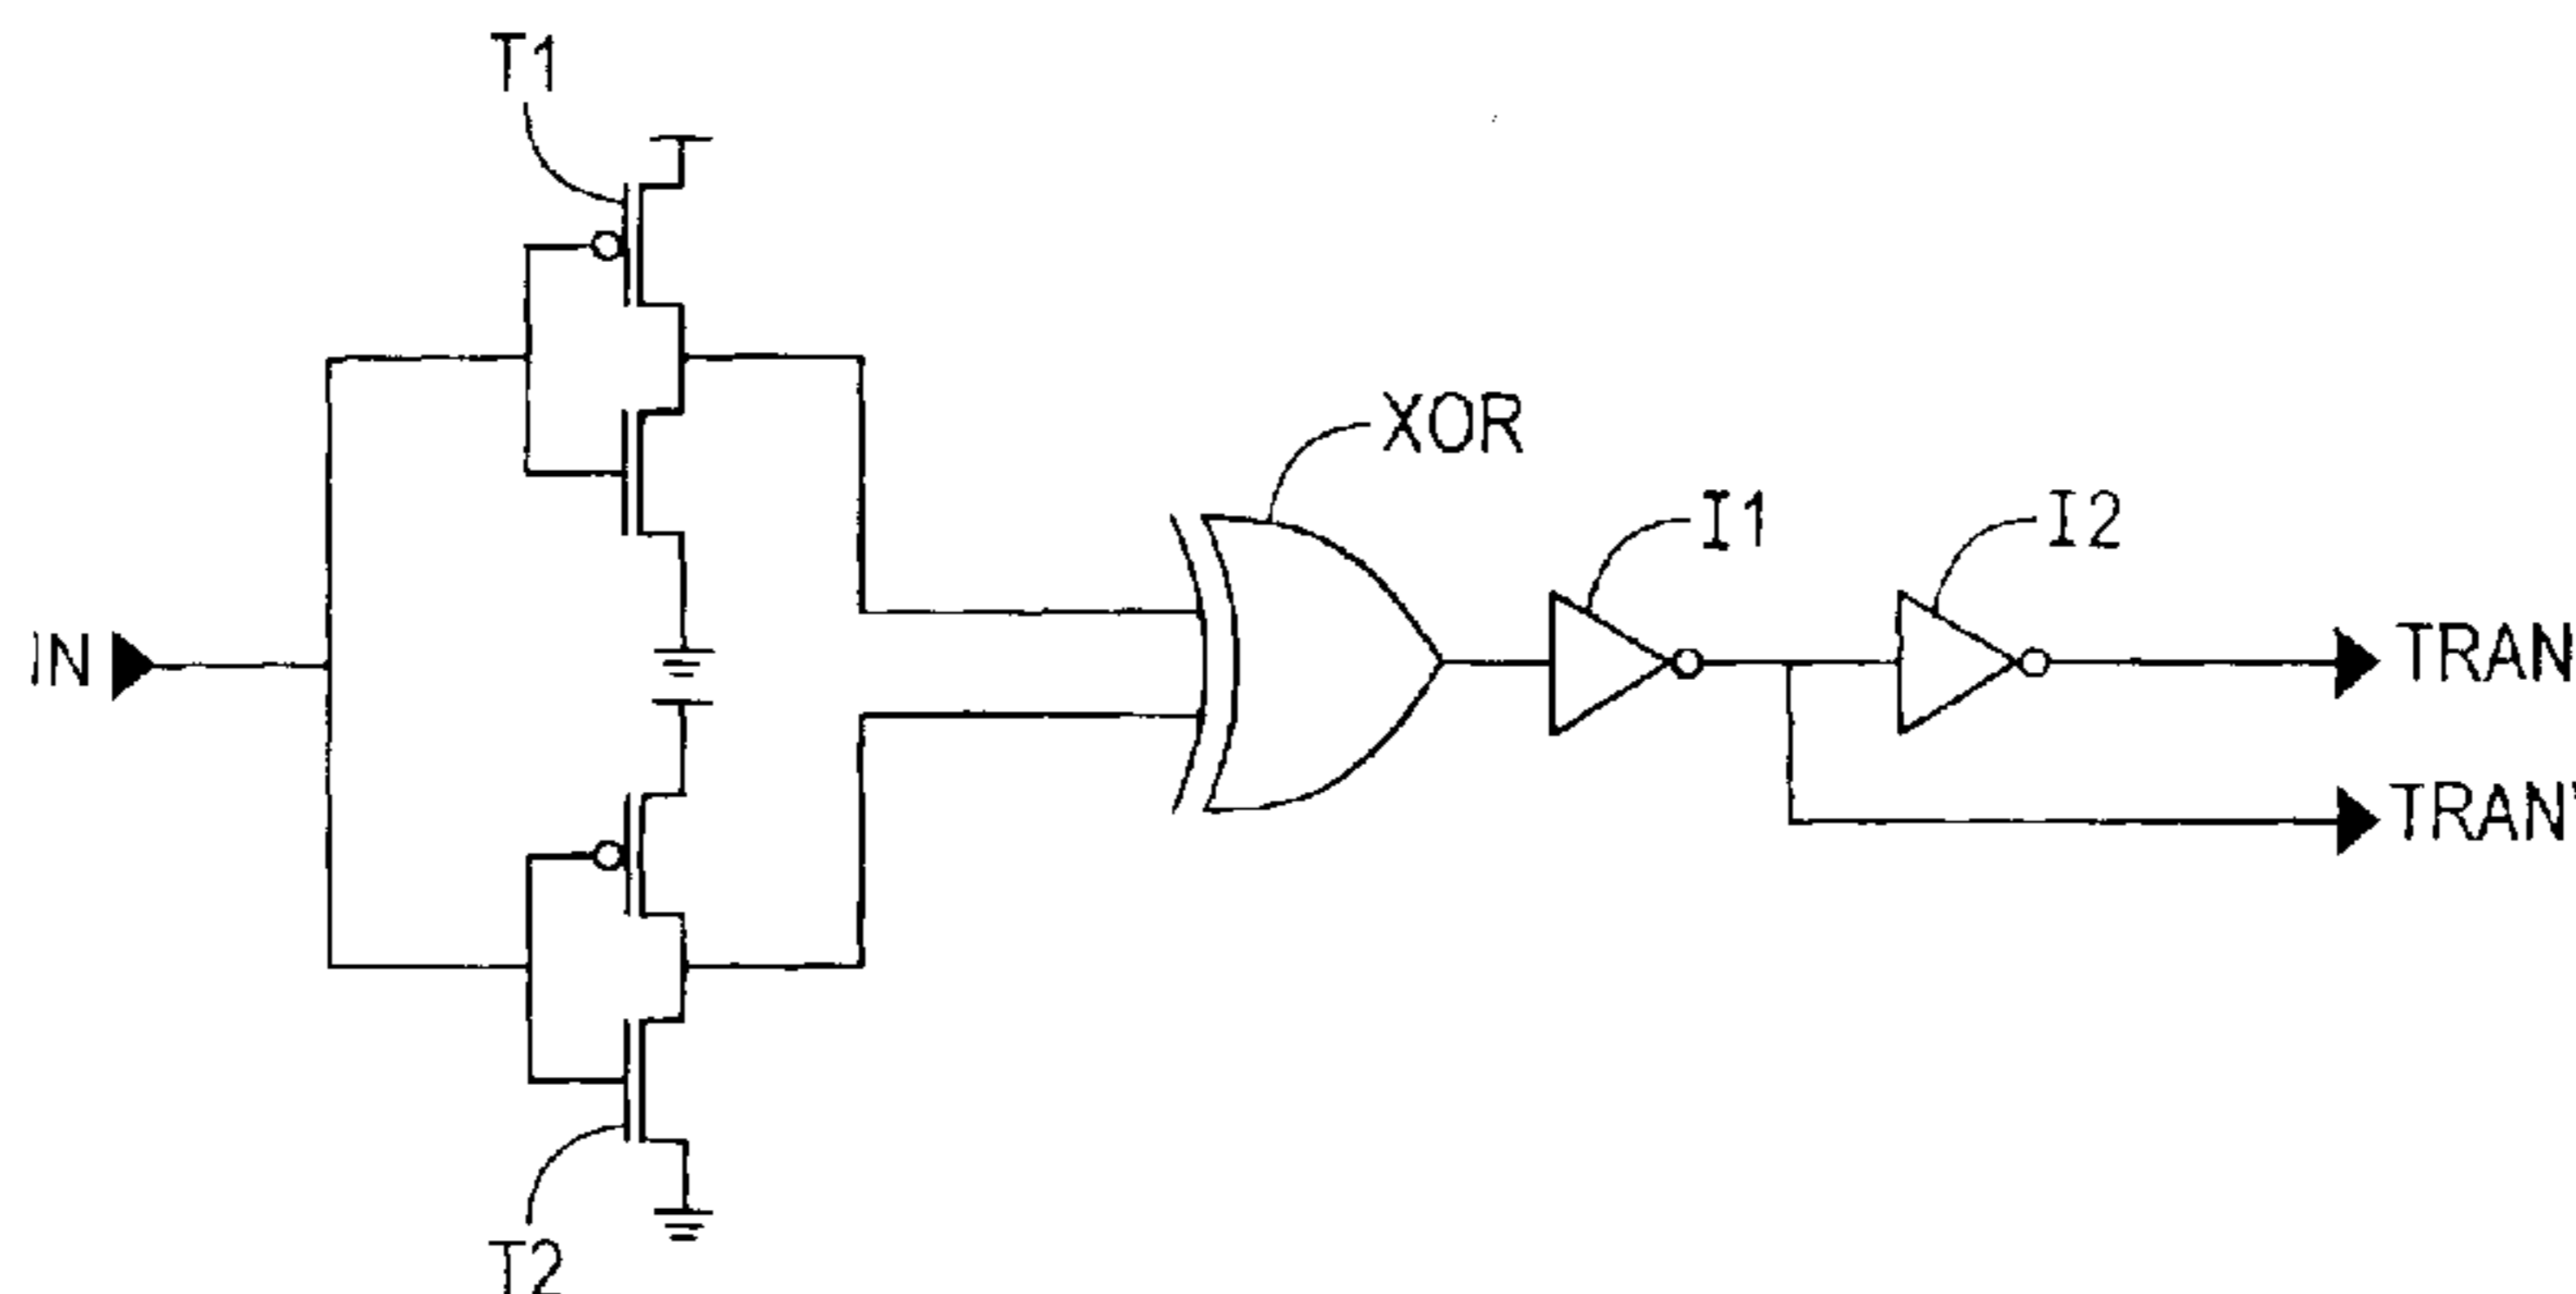 T1
XOR
I1
I2
IN
TRAN
TRAN'
T2